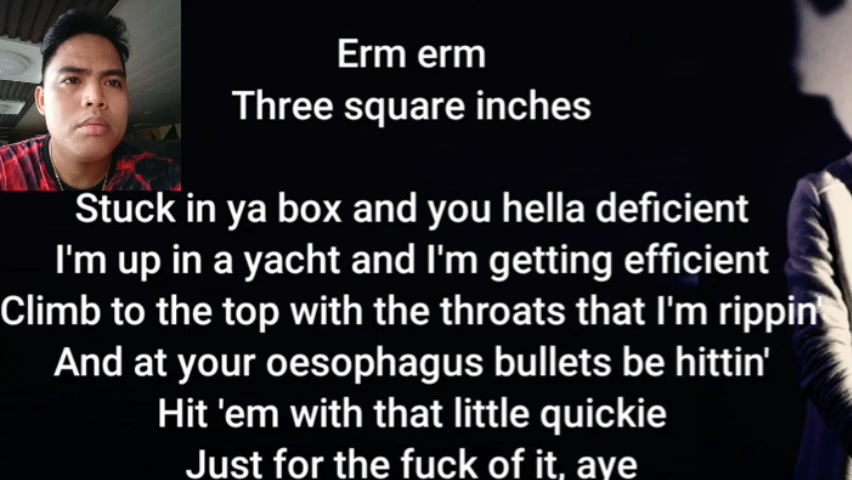 Erm erm
Three square inches
Stuck in ya box and you hella deficient
I'm up in a yacht and I'm getting efficient
Climb to the top with the throats that I'm rippin'
And at your oesophagus bullets be hittin'
Hit 'em with that little quickie
Just for the fuck of it, aye